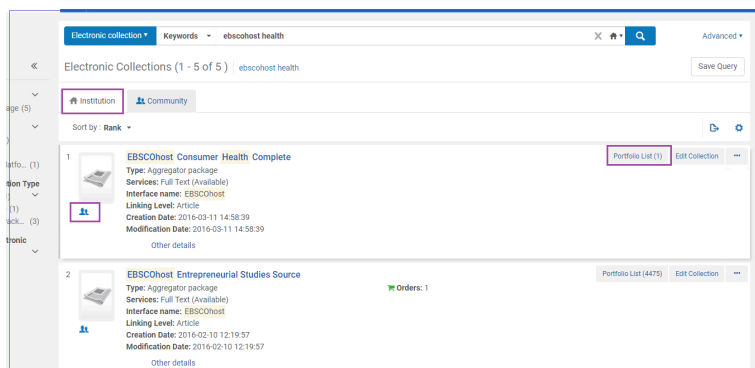 Electronic collection Keywords ebscohost health Advanced
Electronic Collections (1 - 5 of 5 ) ebscohost health Save Query
Institution Community
age (5)
Sort by : Rank
1 EBSCOhost Consumer Health Complete Portfolio List (1) Edit Collection
latfo... (1)
Type: Aggregator package
tion Type
Services: Full Text (Available)
Interface name: EBSCOhost
(1)
Linking Level: Article
ack... (3)
Creation Date: 2016-03-11 14:58:39
Modification Date: 2016-03-11 14:58:39
tronic
Other details
2 EBSCOhost Entrepreneurial Studies Source Portfolio List (4475) Edit Collection
Type: Aggregator package Orders: 1
Services: Full Text (Available)
Interface name: EBSCOhost
Linking Level: Article
Creation Date: 2016-02-10 12:19:57
Modification Date: 2016-02-10 12:19:57
Other details